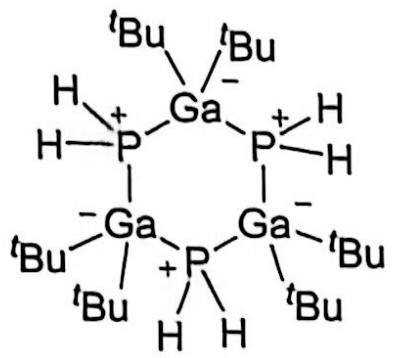 ᵗBu ᵗBu
H Ga − H
H P + + P H
− Ga Ga −
ᵗBu + P ᵗBu
ᵗBu ᵗBu
H H